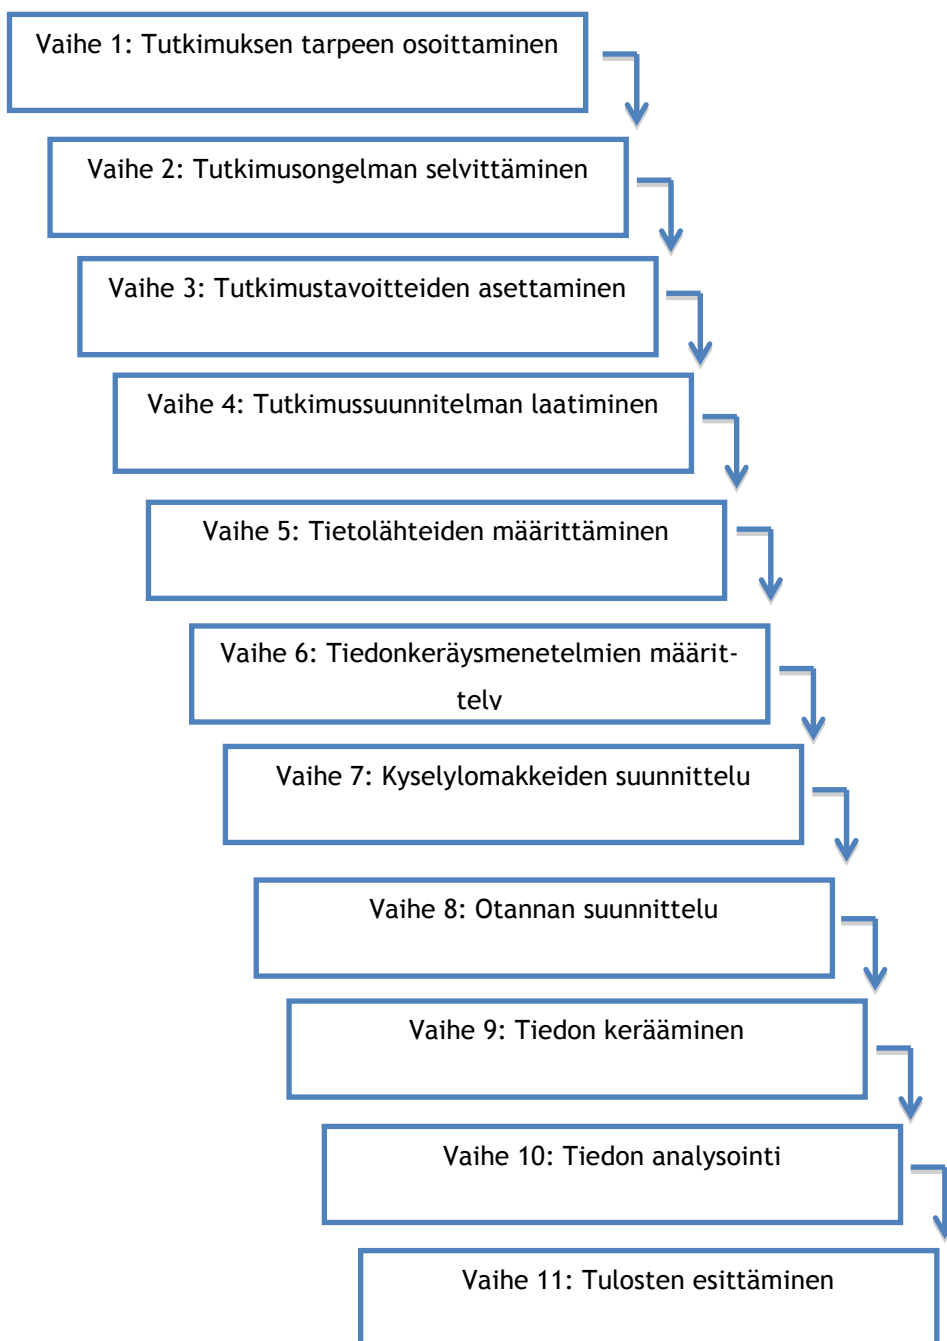 Vaihe 1: Tutkimuksen tarpeen osoittaminen
Vaihe 2: Tutkimusongelman selvittäminen
Vaihe 3: Tutkimustavoitteiden asettaminen
Vaihe 4: Tutkimussuunnitelman laatiminen
Vaihe 5: Tietolähteiden määrittäminen
Vaihe 6: Tiedonkeräysmenetelmien määrit-
tely
Vaihe 7: Kyselylomakkeiden suunnittelu
Vaihe 8: Otannan suunnittelu
Vaihe 9: Tiedon kerääminen
Vaihe 10: Tiedon analysointi
Vaihe 11: Tulosten esittäminen